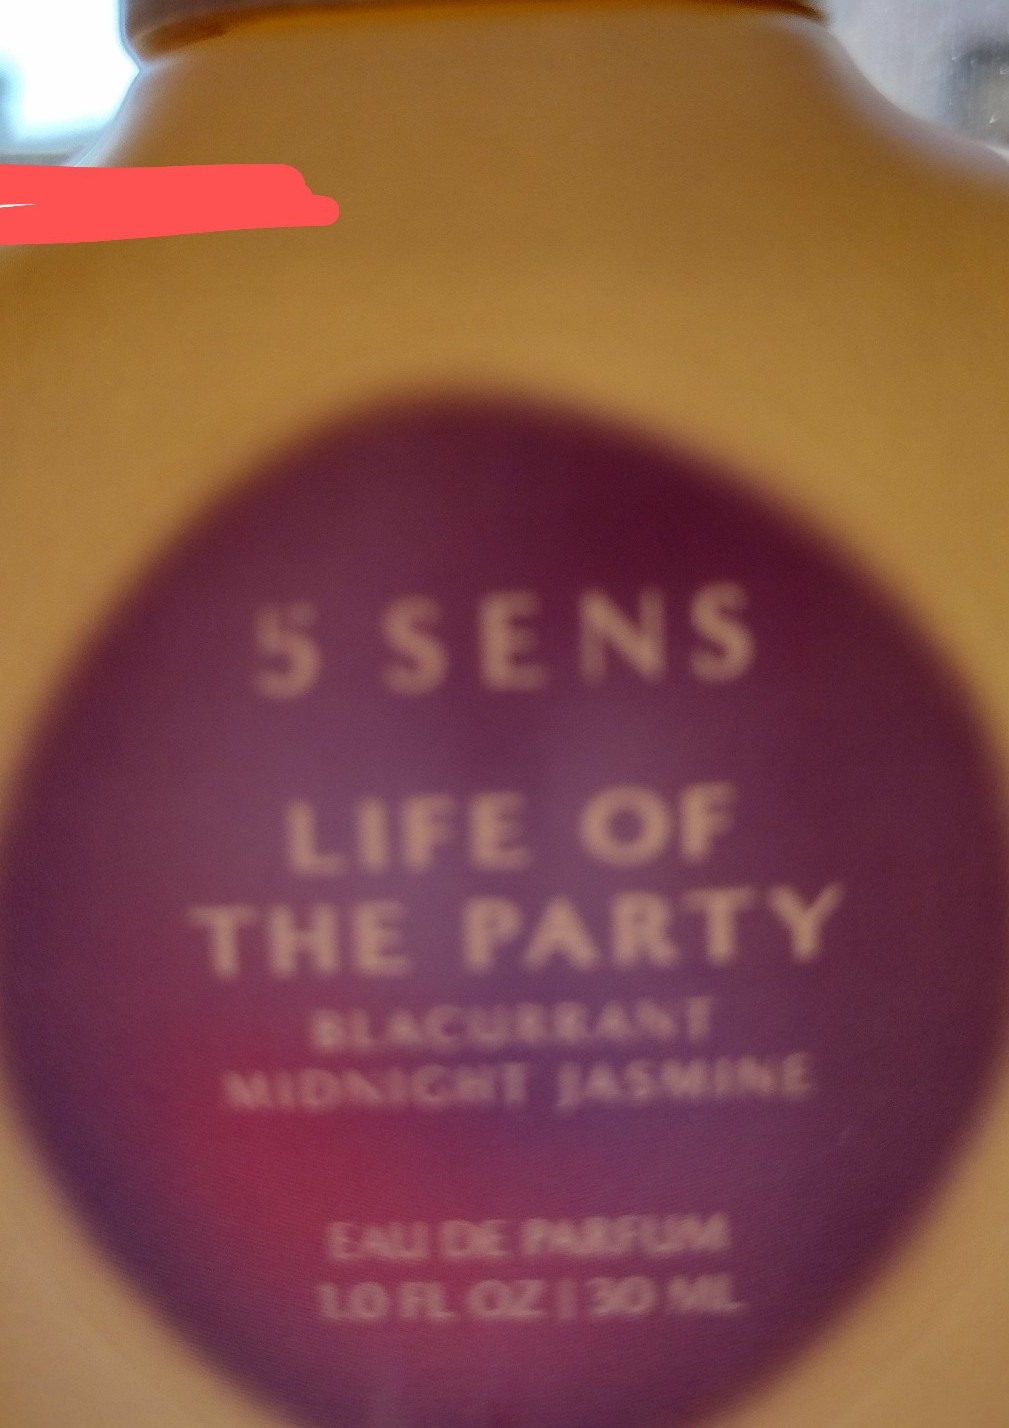 5 SENS
LIFE OF
THE PARTY
BLACURRANT
MIDNIGHT JASMINE
EAU DE PARFUM
1.0 FL OZ | 30 ML